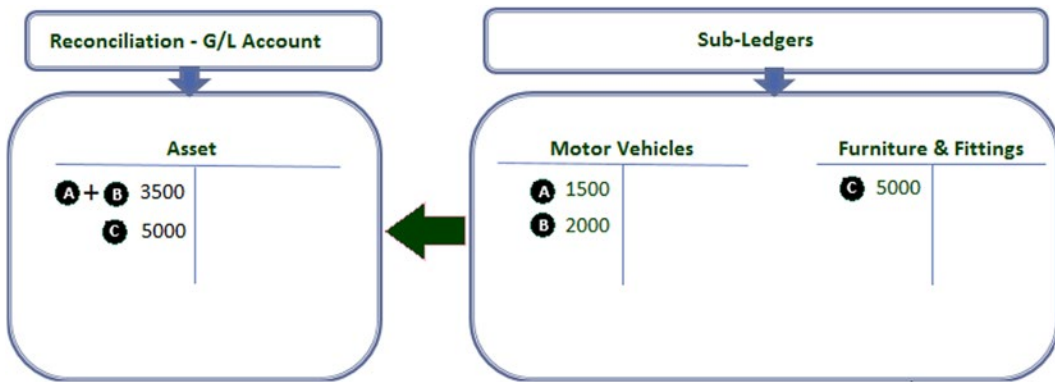 Reconciliation - G/L Account
Sub-Ledgers
Asset
A + B 3500
C 5000
Motor Vehicles
A 1500
B 2000
Furniture & Fittings
C 5000